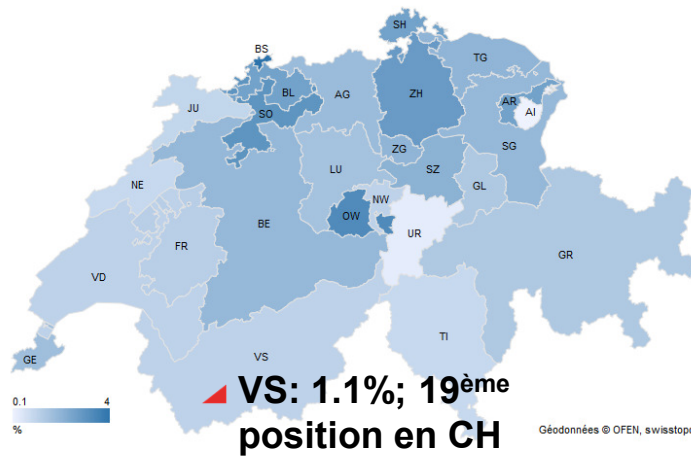 SH
BS
TG
BL
AG
ZH
AR
JU
SO
AI
ZG
SG
LU
SZ
NE
GL
NW
OW
BE
UR
FR
GR
VD
TI
VS
GE
0.1 4
%
VS: 1.1%; 19ème
position en CH
Géodonnées © OFEN, swisstopo